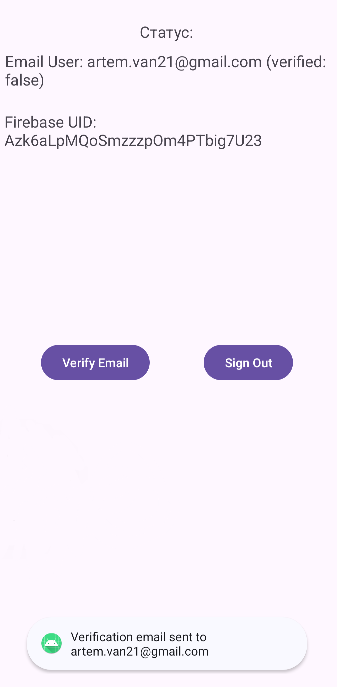 Статус:
Email User: artem.van21@gmail.com (verified:
false)
Firebase UID:
Azk6aLpMQoSmzzzpOm4PTbig7U23
Verify Email
Sign Out
Verification email sent to
artem.van21@gmail.com